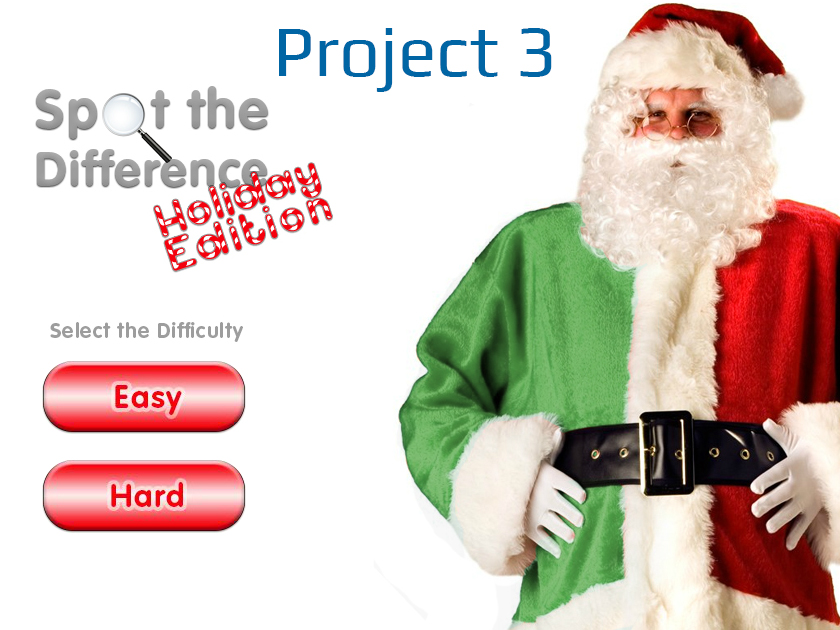 Project 3
Spot the
Difference
Holiday
Edition
Select the Difficulty
Easy
Hard